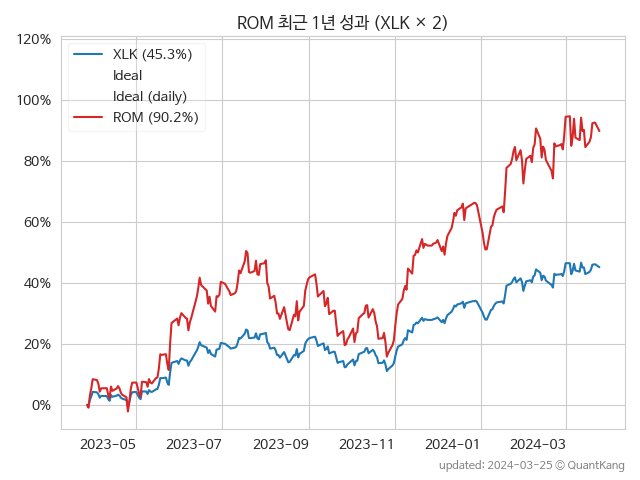 ROM 최근 1년 성과 (XLK × 2)
120%
100%
80%
60%
40%
20%
0%
XLK (45.3%)
Ideal
Ideal (daily)
ROM (90.2%)
2023-05
2023-07
2023-09
2023-11
2024-01
2024-03
updated: 2024-03-25 © QuantKang